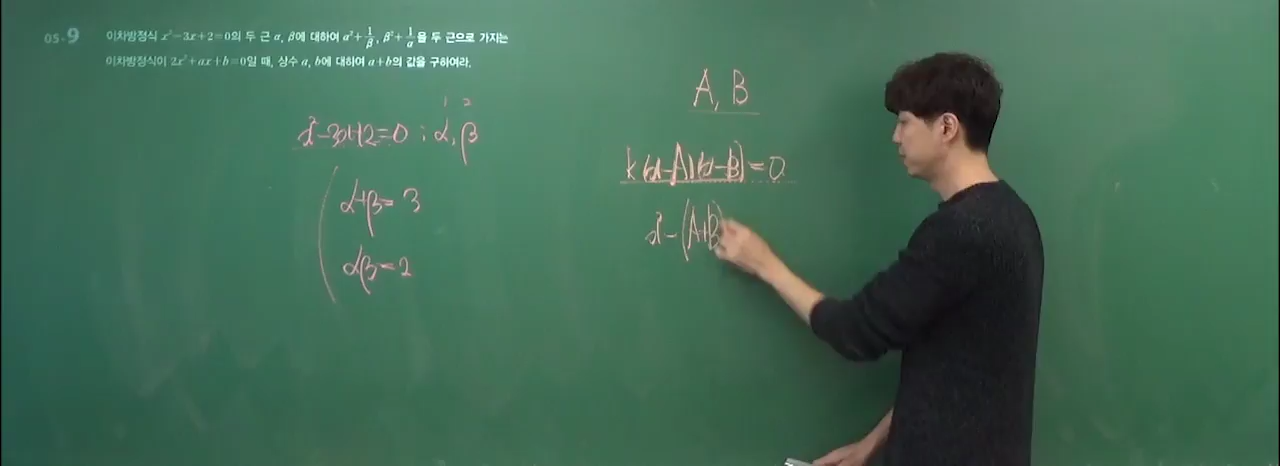 05-9
이차방정식 x²-3x+2=0의 두 근 α, β에 대하여 α²+1/β, β²+1/α을 두 근으로 가지는
이차방정식이 2x²+ax+b=0일 때, 상수 a, b에 대하여 a+b의 값을 구하여라.
1 2
x²-3x+2=0 ; α, β
α+β=3
αβ=2
A, B
k(x-A)(x-B)=0
x²-(A+B)